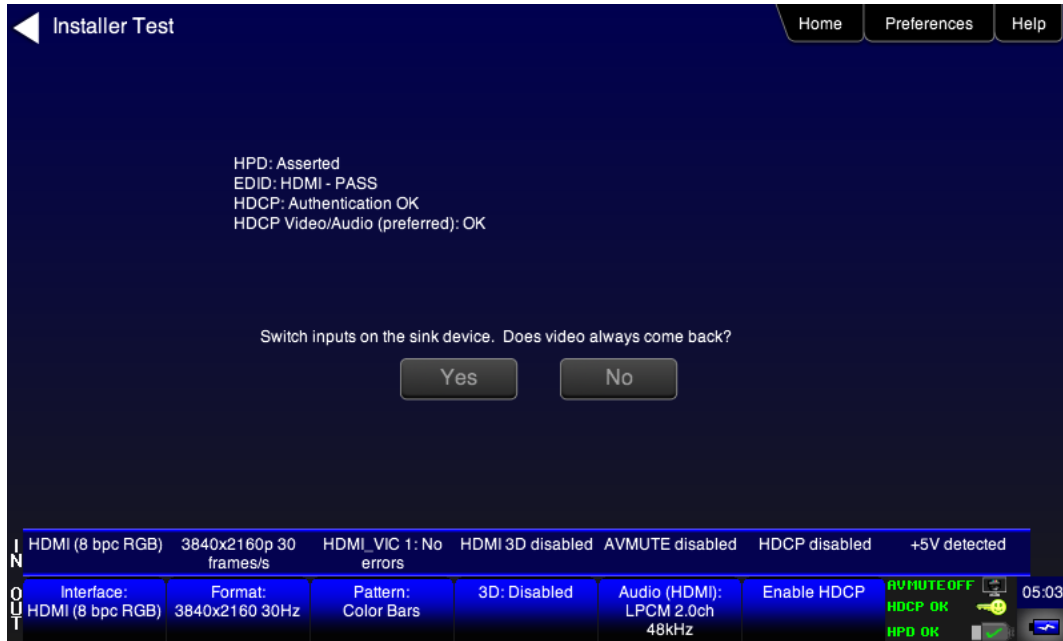 Installer Test
Home
Preferences
Help
HPD: Asserted
EDID: HDMI - PASS
HDCP: Authentication OK
HDCP Video/Audio (preferred): OK
Switch inputs on the sink device.  Does video always come back?
Yes
No
IN
HDMI (8 bpc RGB)
3840x2160p 30
frames/s
HDMI_VIC 1: No
errors
HDMI 3D disabled
AVMUTE disabled
HDCP disabled
+5V detected
OUT
Interface:
HDMI (8 bpc RGB)
Format:
3840x2160 30Hz
Pattern:
Color Bars
3D: Disabled
Audio (HDMI):
LPCM 2.0ch
48kHz
Enable HDCP
AVMUTEOFF
HDCP OK
HPD OK
05:03